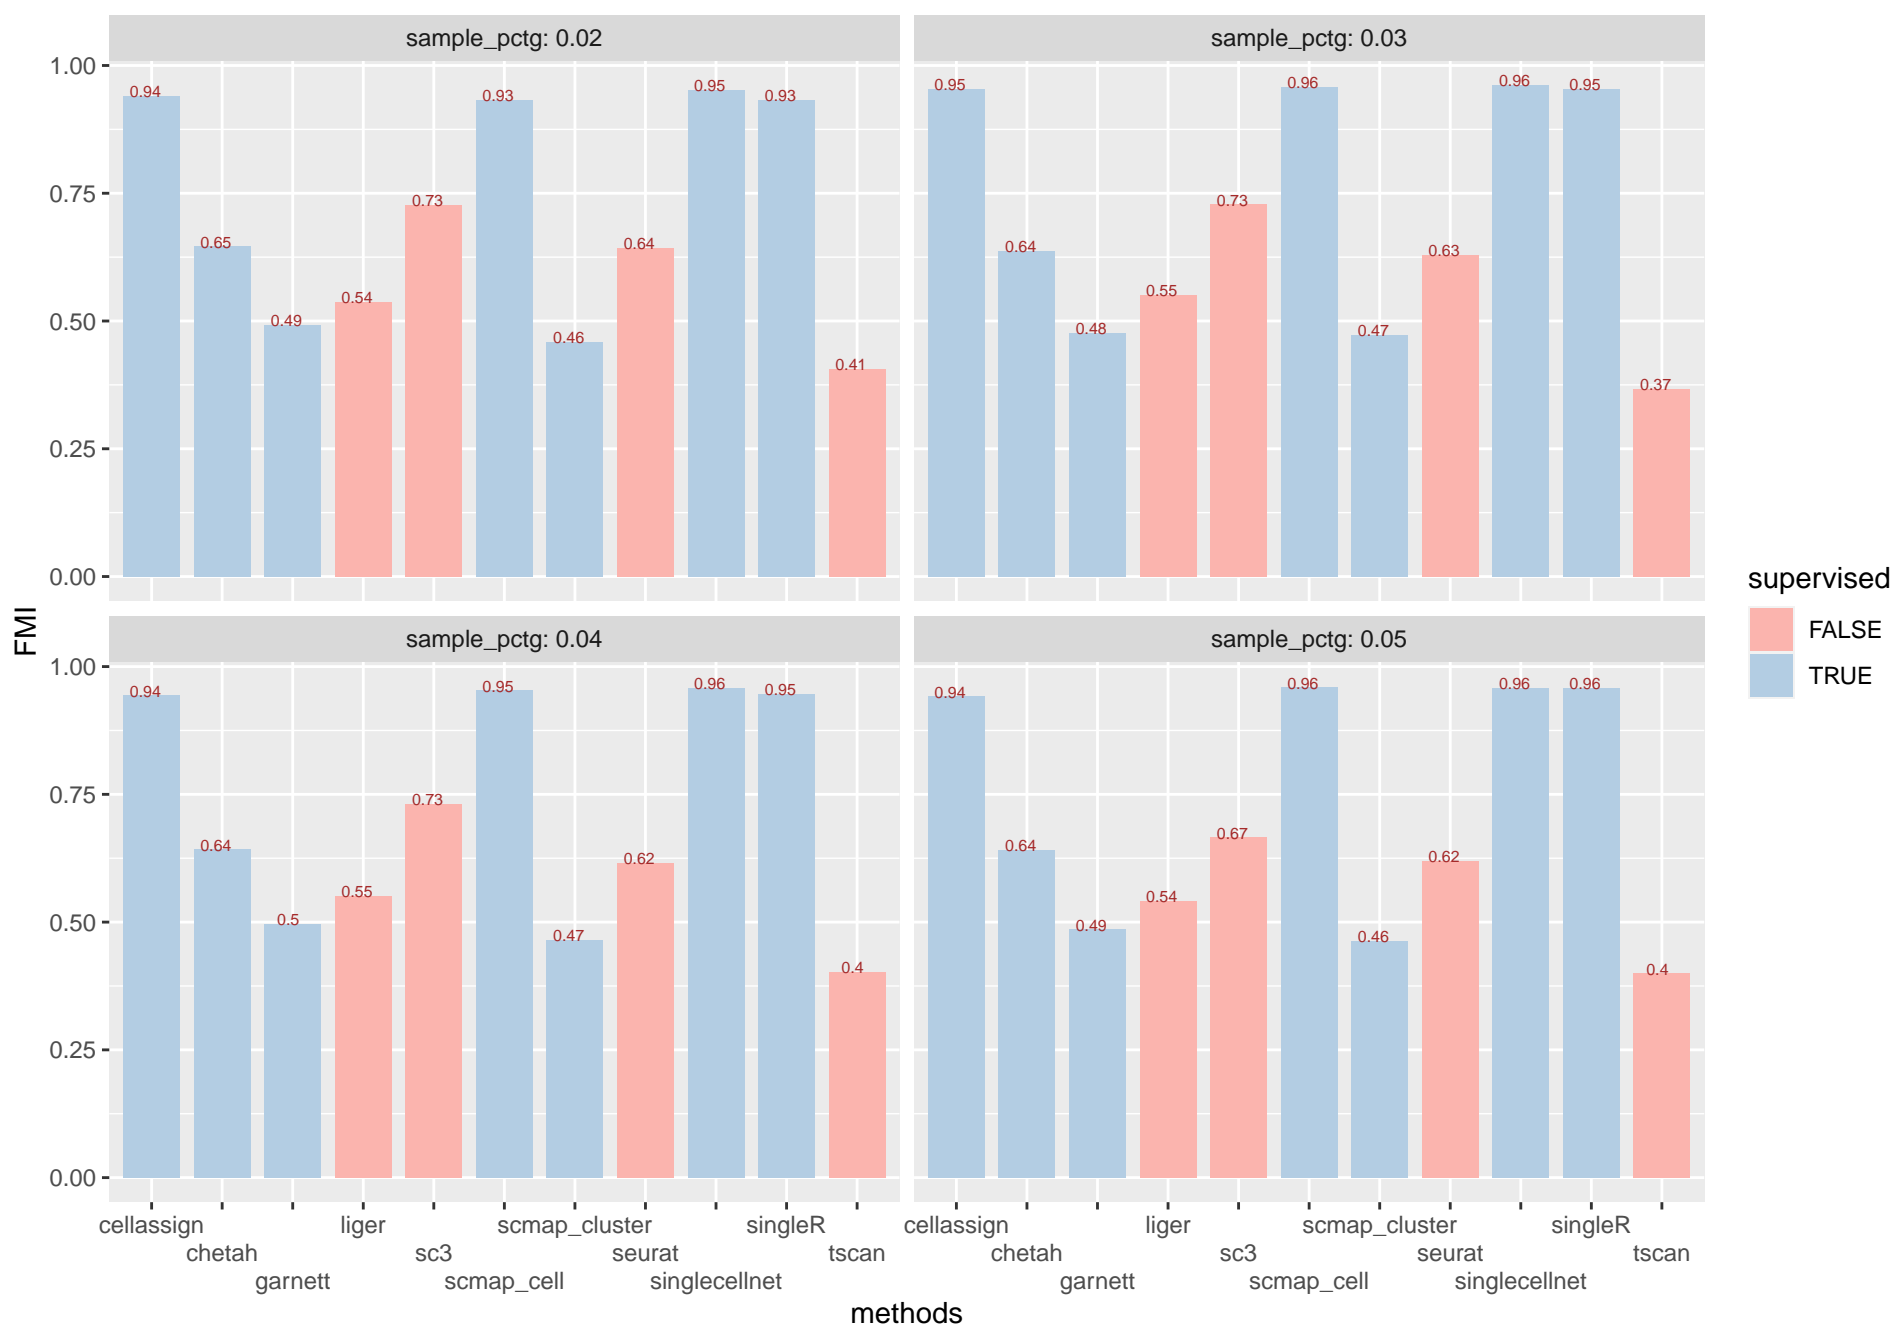 sample_pctg: 0.02
sample_pctg: 0.03
1.00
0.75
0.50
0.25
0.00
0.94
0.65
0.49
0.54
0.73
0.93
0.46
0.64
0.95
0.93
0.41
0.95
0.64
0.48
0.55
0.73
0.96
0.47
0.63
0.96
0.95
0.37
sample_pctg: 0.04
sample_pctg: 0.05
1.00
0.75
0.50
0.25
0.00
0.94
0.64
0.5
0.55
0.73
0.95
0.47
0.62
0.96
0.95
0.4
0.94
0.64
0.49
0.54
0.67
0.96
0.46
0.62
0.96
0.96
0.4
FMI
cellassign
chetah
garnett
liger
sc3
scmap_cell
scmap_cluster
seurat
singlecellnet
singleR
tscan
cellassign
chetah
garnett
liger
sc3
scmap_cell
scmap_cluster
seurat
singlecellnet
singleR
tscan
methods
supervised
FALSE
TRUE